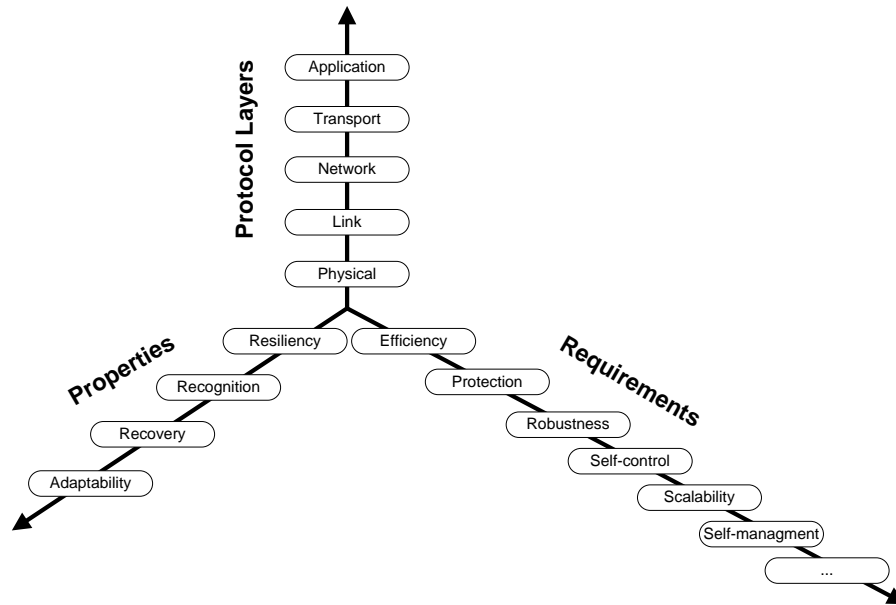 Protocol Layers
Application
Transport
Network
Link
Physical
Properties
Resiliency
Recognition
Recovery
Adaptability
Requirements
Efficiency
Protection
Robustness
Self-control
Scalability
Self-managment
...